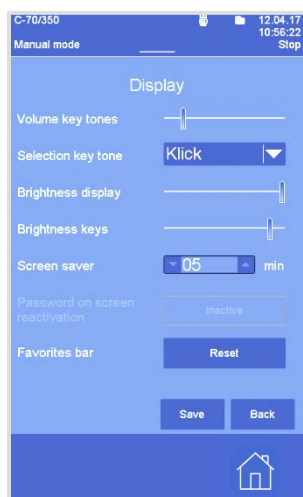 C-70/350 12.04.17
10:56:22
Manual mode Stop
Display
Volume key tones
Selection key tone Klick
Brightness display
Brightness keys
Screen saver 05 min
Password on screen
reactivation Inactive
Favorites bar Reset
Save Back